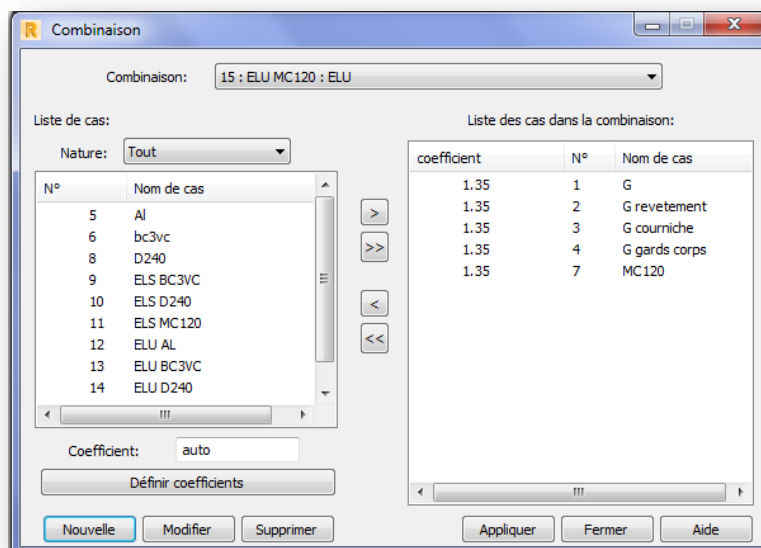 Combinaison
Combinaison: 15 : ELU MC120 : ELU
Liste de cas:
Nature: Tout
N° Nom de cas
5 Al
6 bc3vc
8 D240
9 ELS BC3VC
10 ELS D240
11 ELS MC120
12 ELU AL
13 ELU BC3VC
14 ELU D240
Coefficient: auto
Définir coefficients
Nouvelle Modifier Supprimer
>
>>
<
<<
Liste des cas dans la combinaison:
coefficient N° Nom de cas
1.35 1 G
1.35 2 G revetement
1.35 3 G courniche
1.35 4 G gards corps
1.35 7 MC120
Appliquer Fermer Aide